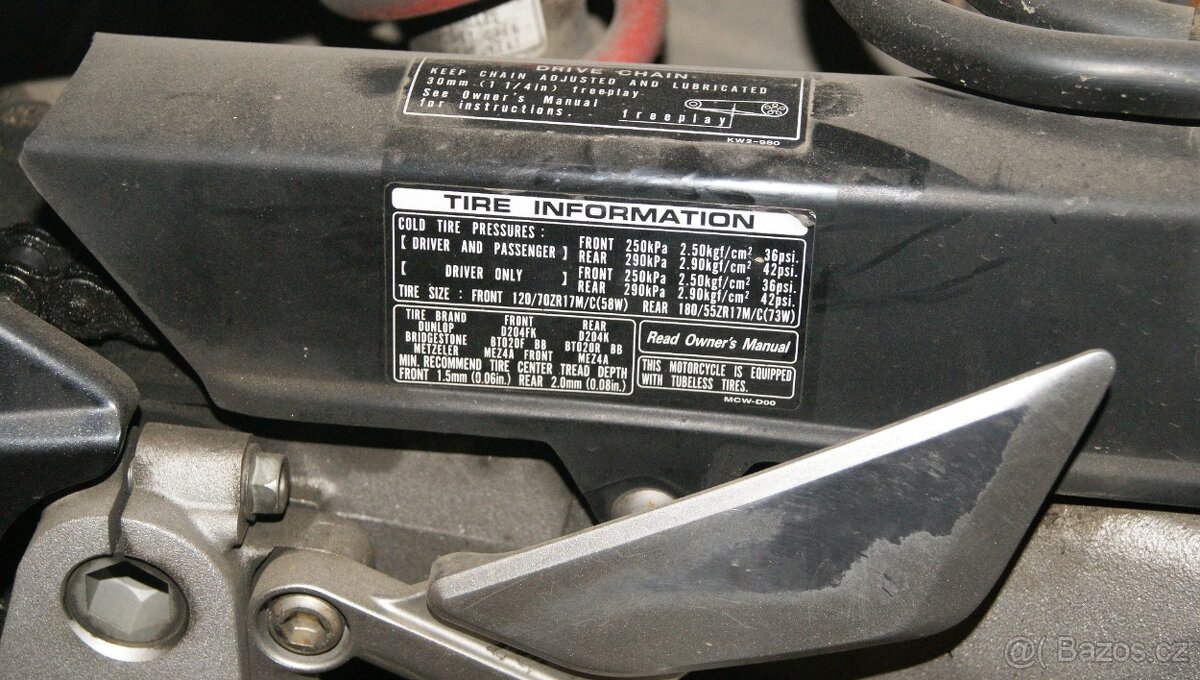 DRIVE CHAIN
KEEP CHAIN ADJUSTED AND LUBRICATED
30mm.(1 1/4in) freeplay.
See Owner's Manual
for instructions.
freeplay
KW2-980
TIRE INFORMATION
COLD TIRE PRESSURES :
[ DRIVER AND PASSENGER ] FRONT 250kPa 2.50kgf/cm² 36psi.
REAR 290kPa 2.90kgf/cm² 42psi.
[ DRIVER ONLY ] FRONT 250kPa 2.50kgf/cm² 36psi.
REAR 290kPa 2.90kgf/cm² 42psi.
TIRE SIZE : FRONT 120/70ZR17M/C(58W) REAR 180/55ZR17M/C(73W)
TIRE BRAND FRONT REAR
DUNLOP D204FK D204K
BRIDGESTONE BT020F BB BT020R BB
METZELER MEZ4A FRONT MEZ4A
MIN. RECOMMEND TIRE CENTER TREAD DEPTH
FRONT 1.5mm (0.06in.) REAR 2.0mm (0.08in.)
Read Owner's Manual
THIS MOTORCYCLE IS EQUIPPED
WITH TUBELESS TIRES.
MCW-D00
@( Bazos.cz